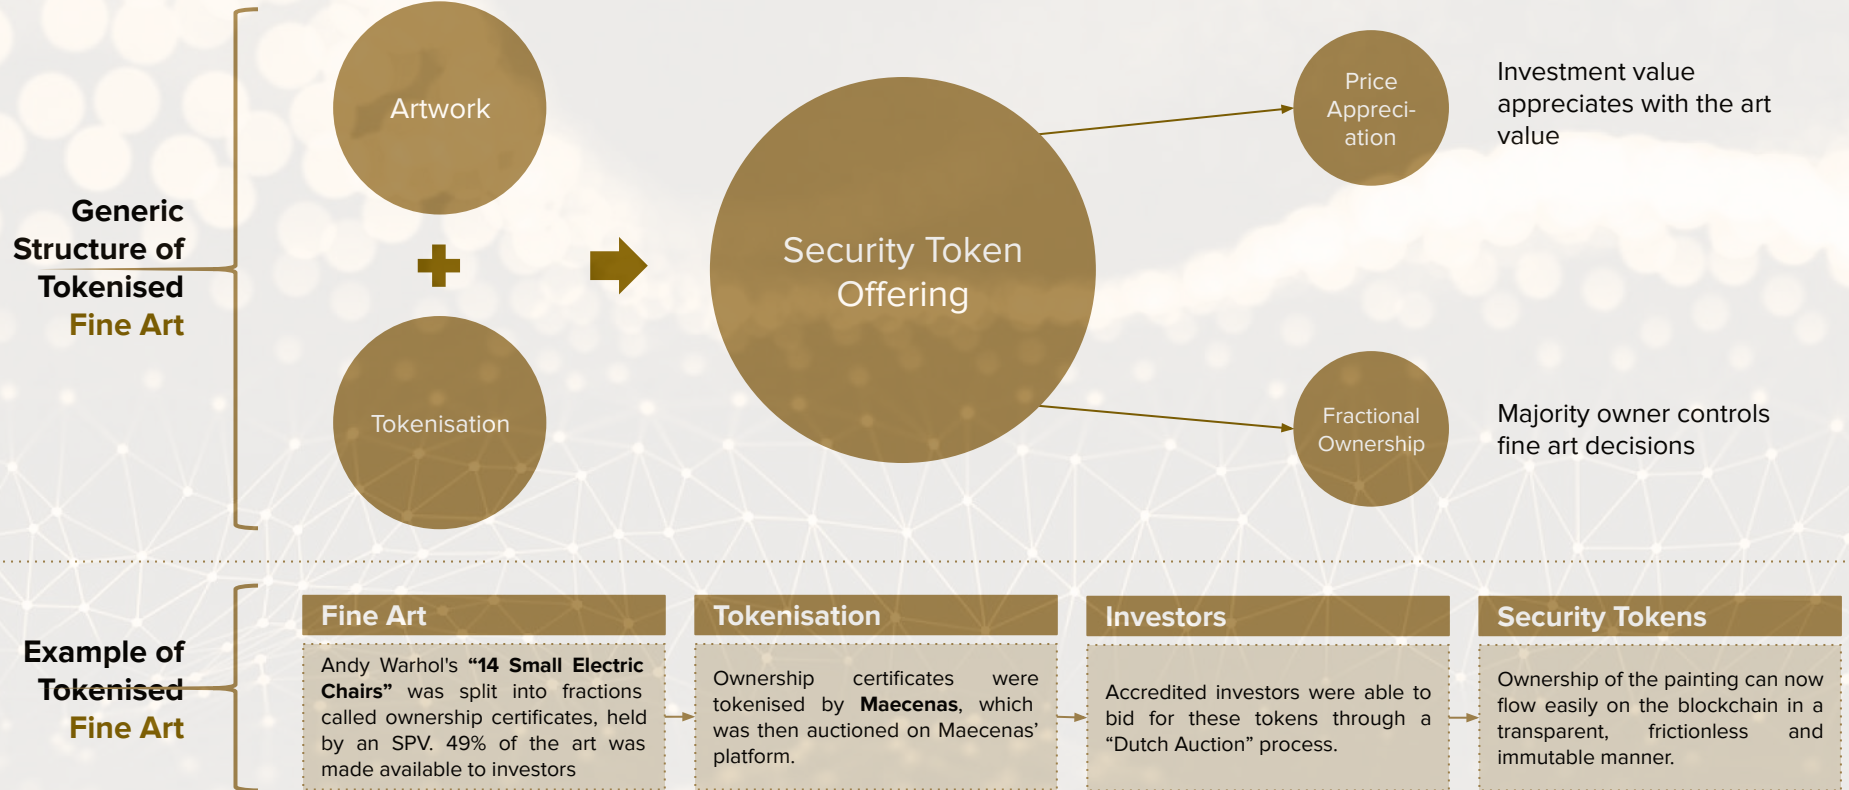 Generic
Structure of
Tokenised
Fine Art
Artwork
Tokenisation
Security Token
Offering
Price
Appreci-
ation
Investment value
appreciates with the art
value
Fractional
Ownership
Majority owner controls
fine art decisions
Example of
Tokenised
Fine Art
Fine Art
Andy Warhol's “14 Small Electric
Chairs” was split into fractions
called ownership certificates, held
by an SPV. 49% of the art was
made available to investors
Tokenisation
Ownership certificates were
tokenised by Maecenas, which
was then auctioned on Maecenas’
platform.
Investors
Accredited investors were able to
bid for these tokens through a
“Dutch Auction” process.
Security Tokens
Ownership of the painting can now
flow easily on the blockchain in a
transparent, frictionless and
immutable manner.